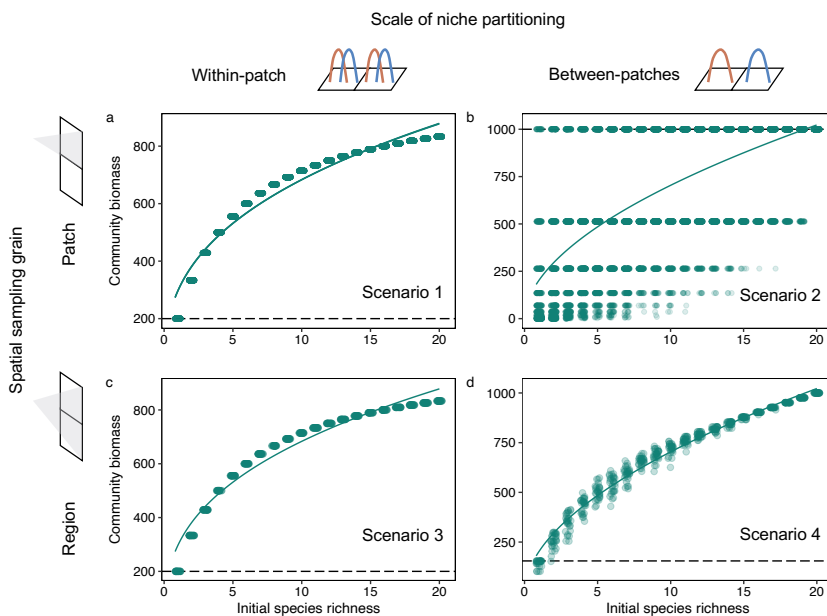 Scale of niche partitioning
Within-patch
Between-patches
Spatial sampling grain
Patch
Region
a
Community biomass
800
600
400
200
0
5
10
15
20
Scenario 1
b
1000
750
500
250
0
0
5
10
15
20
Scenario 2
c
Community biomass
800
600
400
200
0
5
10
15
20
Initial species richness
Scenario 3
d
1000
750
500
250
0
5
10
15
20
Initial species richness
Scenario 4